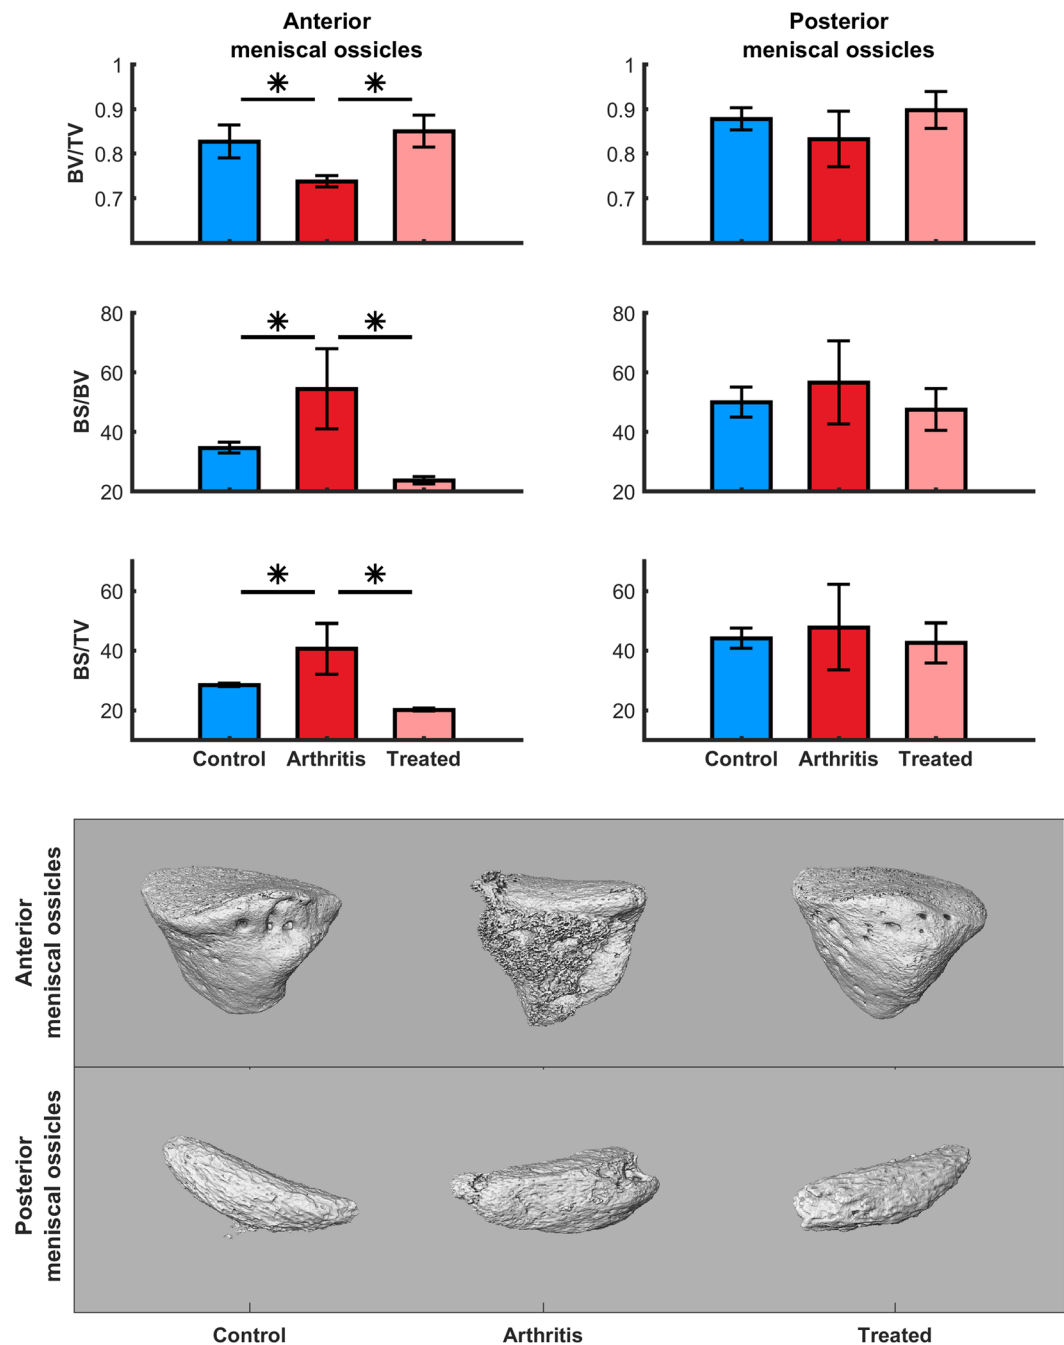 Anterior
meniscal ossicles
Posterior
meniscal ossicles
BV/TV
1
0.9
0.8
0.7
*
*
1
0.9
0.8
0.7
BS/BV
80
60
40
20
*
*
80
60
40
20
BS/TV
60
40
20
*
*
60
40
20
Control Arthritis Treated
Control Arthritis Treated
Anterior
meniscal ossicles
Posterior
meniscal ossicles
Control Arthritis Treated